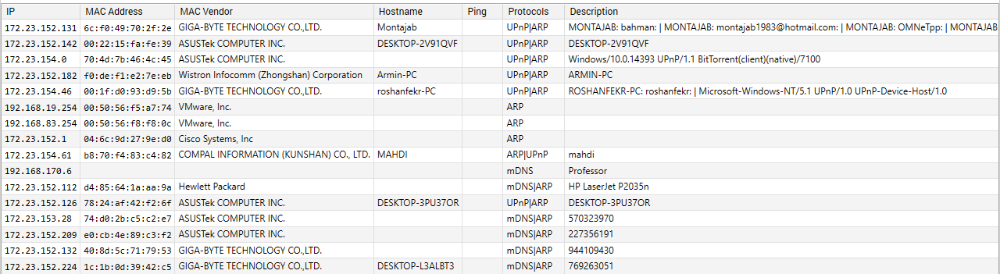 IP MAC Address MAC Vendor Hostname Ping Protocols Description
172.23.152.131 6c:f0:49:70:2f:2e GIGA-BYTE TECHNOLOGY CO.,LTD. Montajab UPnP|ARP MONTAJAB: bahman: | MONTAJAB: montajab1983@hotmail.com: | MONTAJAB: OMNeTpp: | MONTAJAB
172.23.152.142 00:22:15:fa:fe:39 ASUSTek COMPUTER INC. DESKTOP-2V91QVF UPnP|ARP DESKTOP-2V91QVF
172.23.154.0 70:4d:7b:46:4c:45 ASUSTek COMPUTER INC. UPnP|ARP Windows/10.0.14393 UPnP/1.1 BitTorrent(client)(native)/7100
172.23.152.182 f0:de:f1:e2:7e:eb Wistron Infocomm (Zhongshan) Corporation Armin-PC UPnP|ARP ARMIN-PC
172.23.154.46 00:1f:d0:93:d9:5b GIGA-BYTE TECHNOLOGY CO.,LTD. roshanfekr-PC UPnP|ARP ROSHANFEKR-PC: roshanfekr: | Microsoft-Windows-NT/5.1 UPnP/1.0 UPnP-Device-Host/1.0
192.168.19.254 00:50:56:f5:a7:74 VMware, Inc. ARP
192.168.83.254 00:50:56:f8:f8:0c VMware, Inc. ARP
172.23.152.1 04:6c:9d:27:9e:d0 Cisco Systems, Inc ARP
172.23.154.61 b8:70:f4:83:c4:82 COMPAL INFORMATION (KUNSHAN) CO., LTD. MAHDI ARP|UPnP mahdi
192.168.170.6 mDNS Professor
172.23.152.112 d4:85:64:1a:aa:9a Hewlett Packard mDNS|ARP HP LaserJet P2035n
172.23.152.126 78:24:af:42:f2:6f ASUSTek COMPUTER INC. DESKTOP-3PU37OR UPnP|ARP DESKTOP-3PU37OR
172.23.153.28 74:d0:2b:c5:c2:e7 ASUSTek COMPUTER INC. mDNS|ARP 570323970
172.23.152.209 e0:cb:4e:89:c3:f2 ASUSTek COMPUTER INC. mDNS|ARP 227356191
172.23.152.132 40:8d:5c:71:79:53 GIGA-BYTE TECHNOLOGY CO.,LTD. mDNS|ARP 944109430
172.23.152.224 1c:1b:0d:39:42:c5 GIGA-BYTE TECHNOLOGY CO.,LTD. DESKTOP-L3ALBT3 mDNS|ARP 769263051